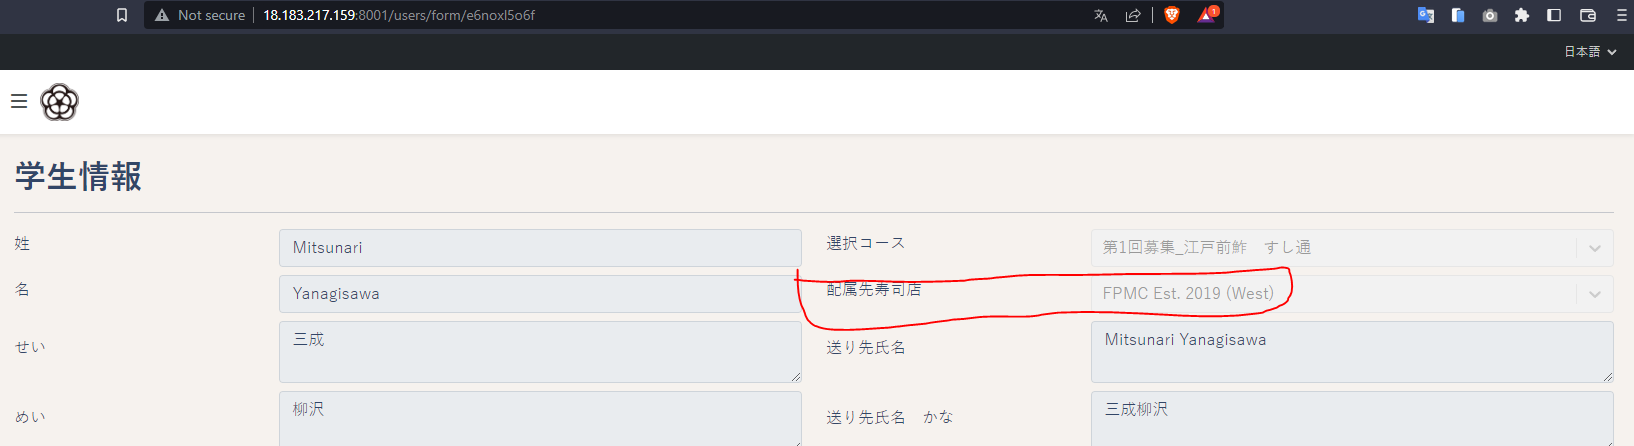 Not secure 18.183.217.159:8001/users/form/e6noxl5o6f
1
日本語
学生情報
姓 Mitsunari 選択コース 第1回募集_江戸前鮓　すし通
名 Yanagisawa 配属先寿司店 FPMC Est. 2019 (West)
せい 三成 送り先氏名 Mitsunari Yanagisawa
めい 柳沢 送り先氏名　かな 三成柳沢